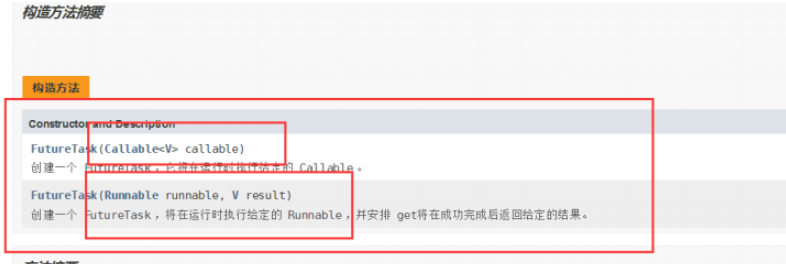 构造方法摘要
构造方法
Constructor and Description
FutureTask(Callable<V> callable)
创建一个 FutureTask，它将在运行时执行给定的 Callable。
FutureTask(Runnable runnable, V result)
创建一个 FutureTask，将在运行时执行给定的 Runnable，并安排 get将在成功完成后返回给定的结果。